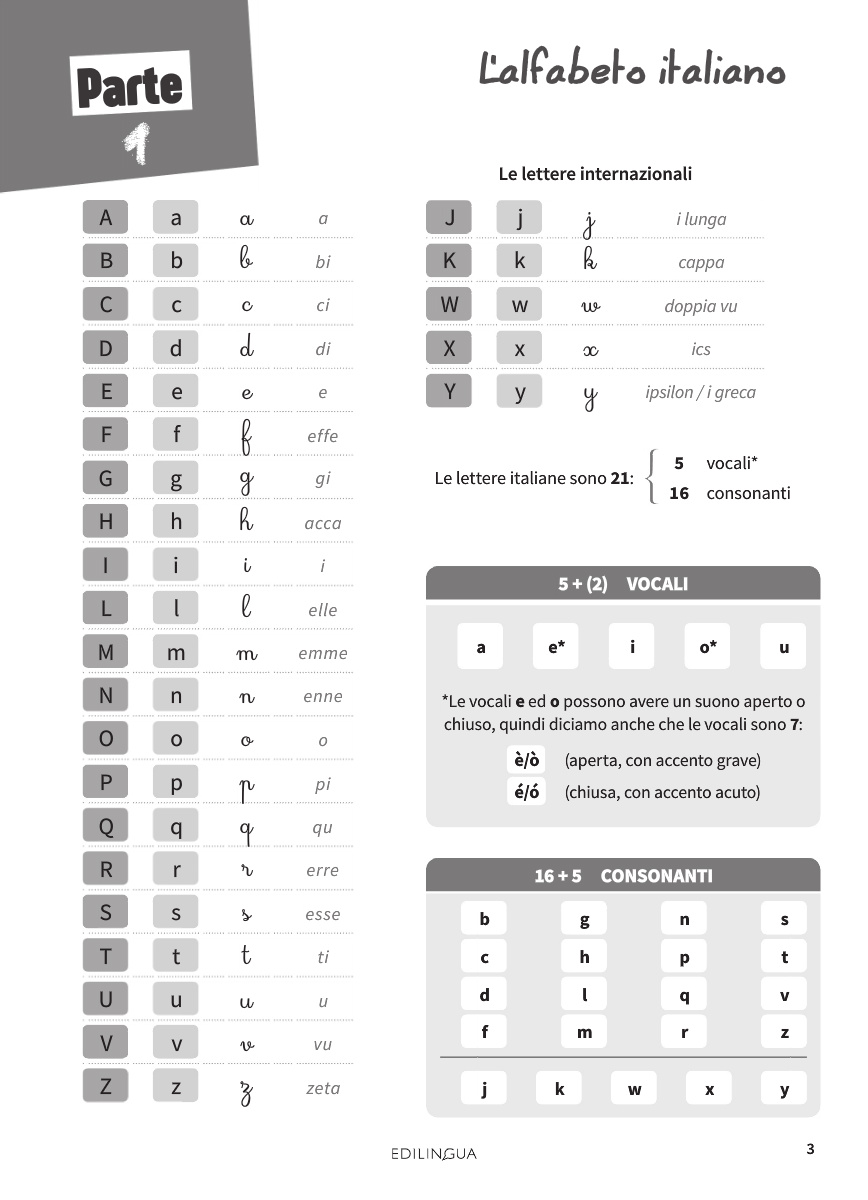 Parte
1
L'alfabeto italiano
A a a a
B b b bi
C c c ci
D d d di
E e e e
F f f effe
G g g gi
H h h acca
I i i i
L l l elle
M m m emme
N n n enne
O o o o
P p p pi
Q q q qu
R r r erre
S s s esse
T t t ti
U u u u
V v v vu
Z z z zeta
Le lettere internazionali
J j j i lunga
K k k cappa
W w w doppia vu
X x x ics
Y y y ipsilon / i greca
Le lettere italiane sono 21:
5 vocali*
16 consonanti
5 + (2) VOCALI
a e* i o* u
*Le vocali e ed o possono avere un suono aperto o
chiuso, quindi diciamo anche che le vocali sono 7:
è/ò (aperta, con accento grave)
é/ó (chiusa, con accento acuto)
16 + 5 CONSONANTI
b g n s
c h p t
d l q v
f m r z
j k w x y
EDILINGUA
3